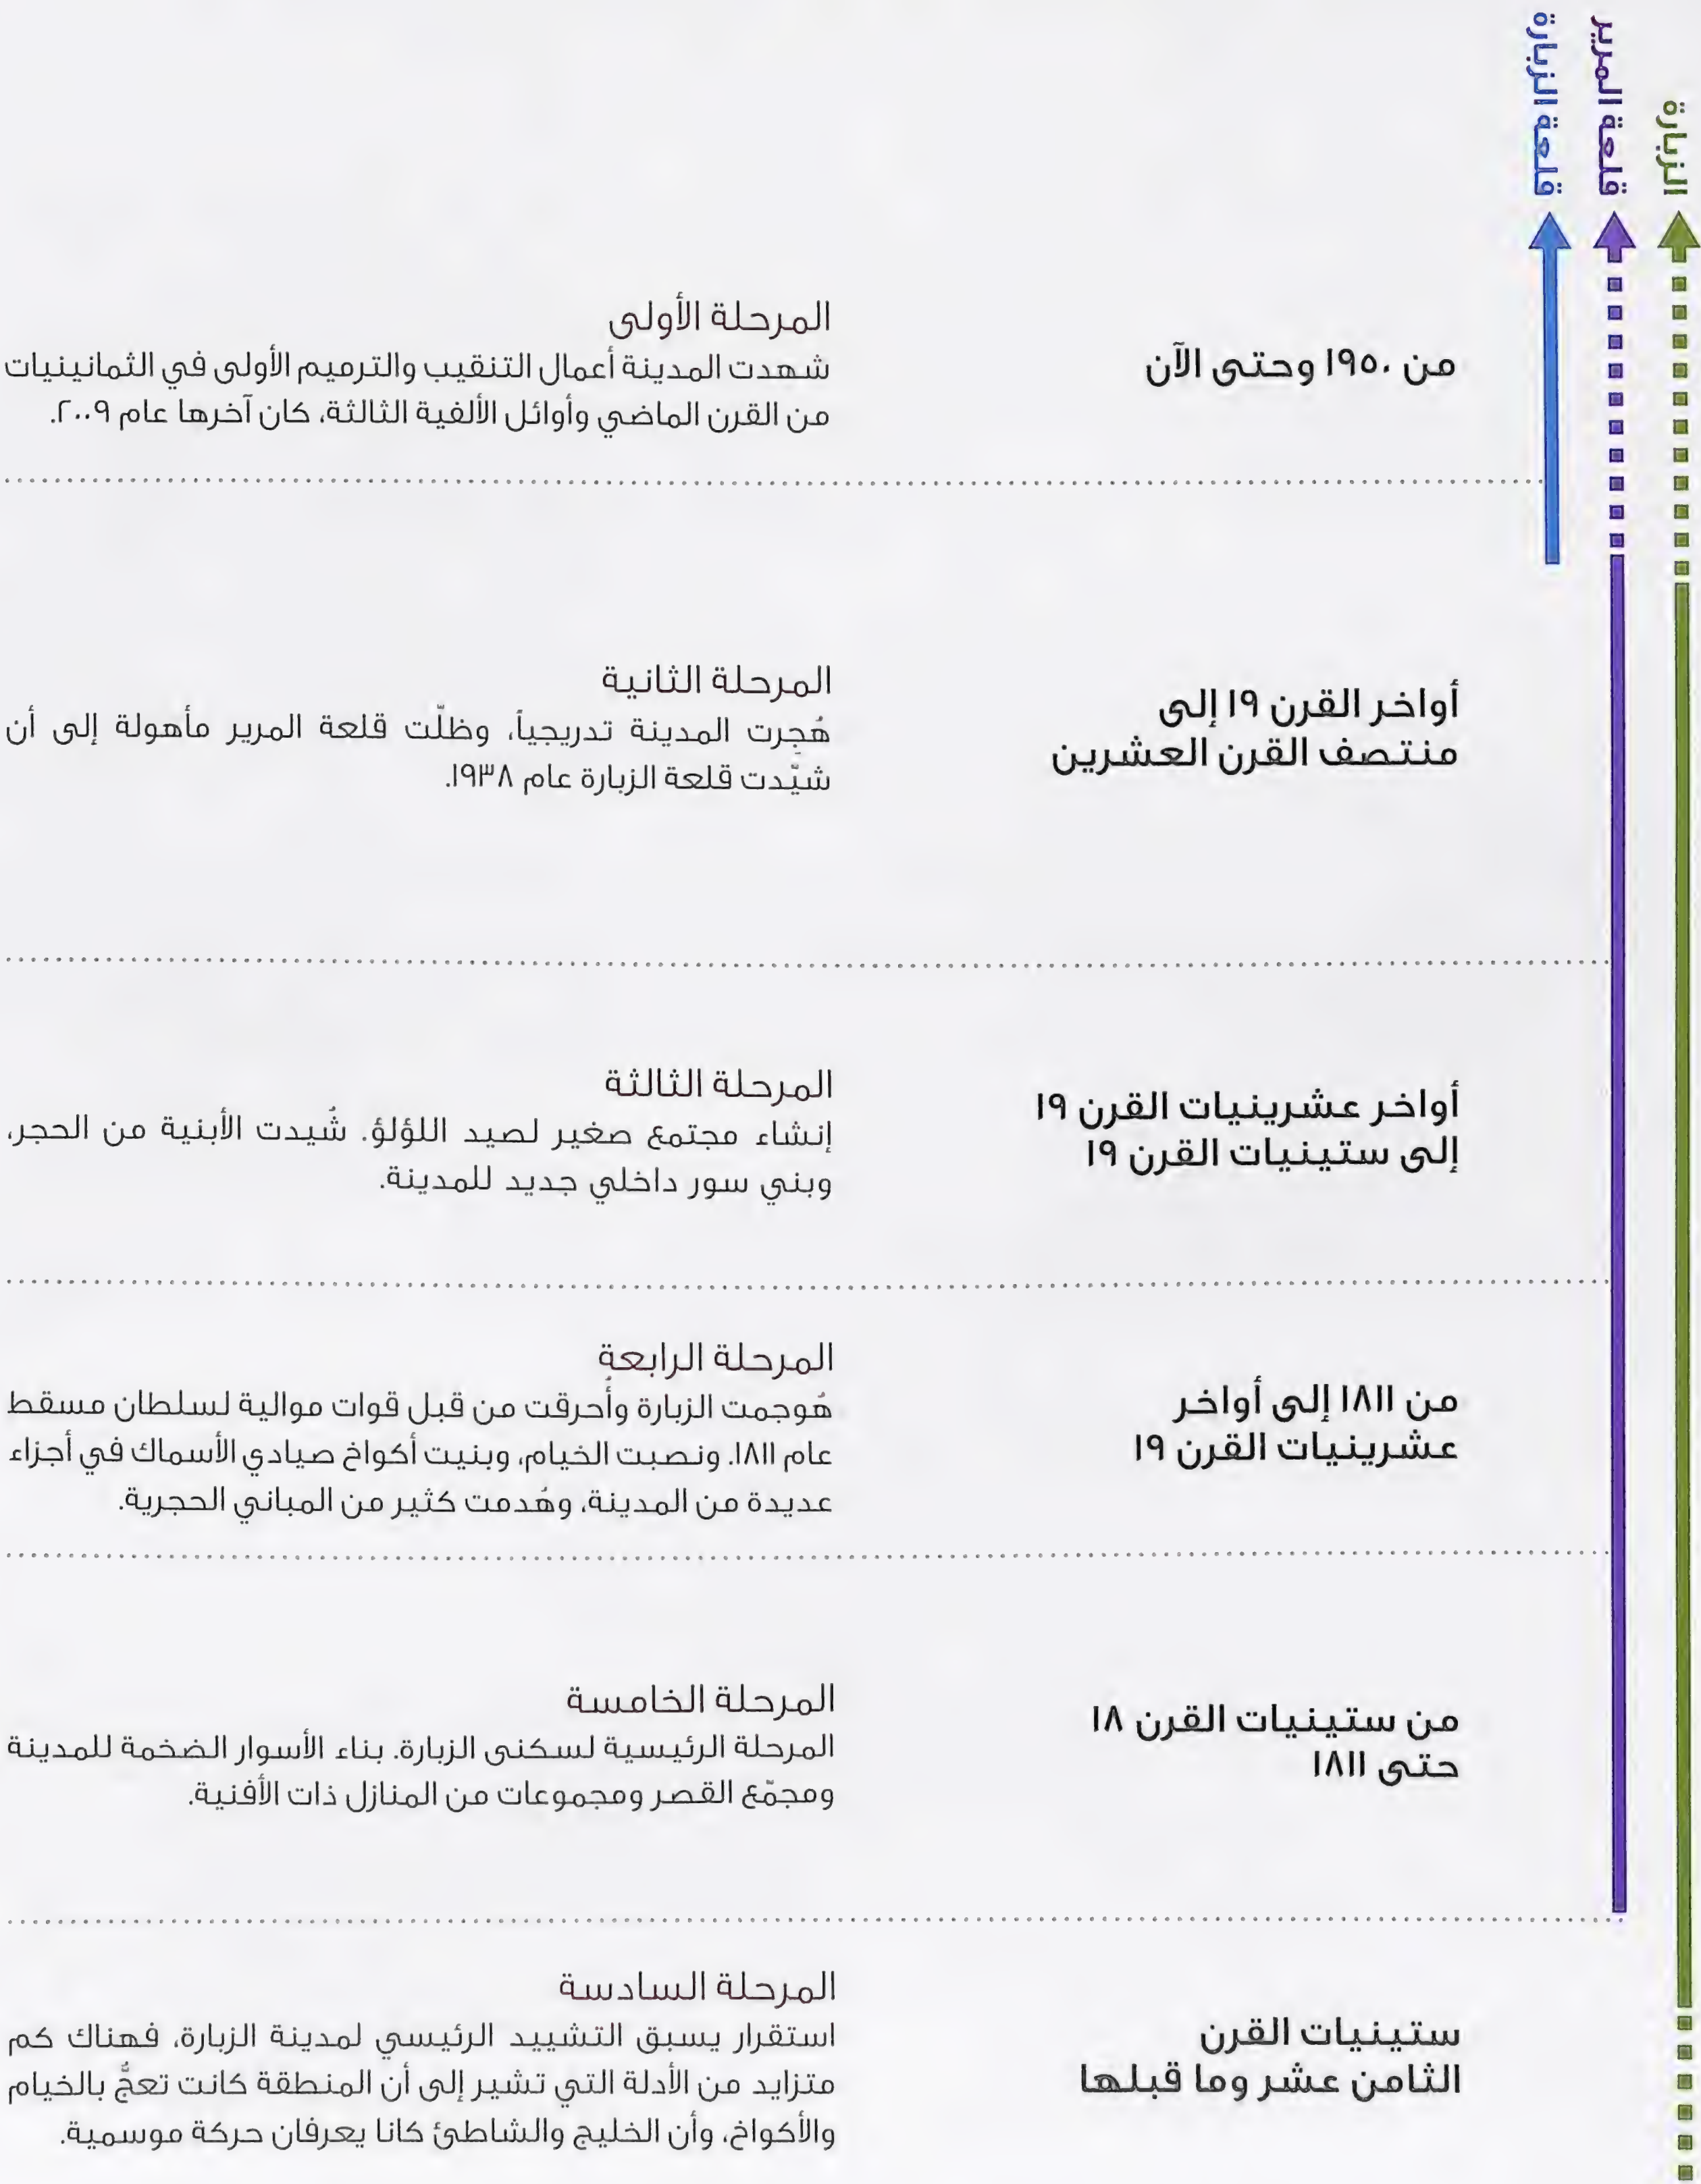 الزبارة
قلعة المرير
قلعة الزبارة
من ١٩٥٠ وحتى الآن
المرحلة الأولى
شهدت المدينة أعمال التنقيب والترميم الأولى في الثمانينيات
من القرن الماضي وأوائل الألفية الثالثة، كان آخرها عام ٢٠٠٩.
أواخر القرن ١٩ إلى
منتصف القرن العشرين
المرحلة الثانية
هُجِرت المدينة تدريجياً، وظلّت قلعة المرير مأهولة إلى أن
شيّدت قلعة الزبارة عام ١٩٣٨.
أواخر عشرينيات القرن ١٩
إلى ستينيات القرن ١٩
المرحلة الثالثة
إنشاء مجتمع صغير لصيد اللؤلؤ. شُيدت الأبنية من الحجر،
وبني سور داخلي جديد للمدينة.
من ١٨١١ إلى أواخر
عشرينيات القرن ١٩
المرحلة الرابعة
هُوجمت الزبارة وأُحرقت من قبل قوات موالية لسلطان مسقط
عام ١٨١١. ونصبت الخيام، وبنيت أكواخ صيادي الأسماك في أجزاء
عديدة من المدينة، وهُدمت كثير من المباني الحجرية.
من ستينيات القرن ١٨
حتى ١٨١١
المرحلة الخامسة
المرحلة الرئيسية لسكنى الزبارة. بناء الأسوار الضخمة للمدينة
ومجمّع القصر ومجموعات من المنازل ذات الأفنية.
ستينيات القرن
الثامن عشر وما قبلها
المرحلة السادسة
استقرار يسبق التشييد الرئيسي لمدينة الزبارة، فهناك كم
متزايد من الأدلة التي تشير إلى أن المنطقة كانت تعجُّ بالخيام
والأكواخ، وأن الخليج والشاطئ كانا يعرفان حركة موسمية.